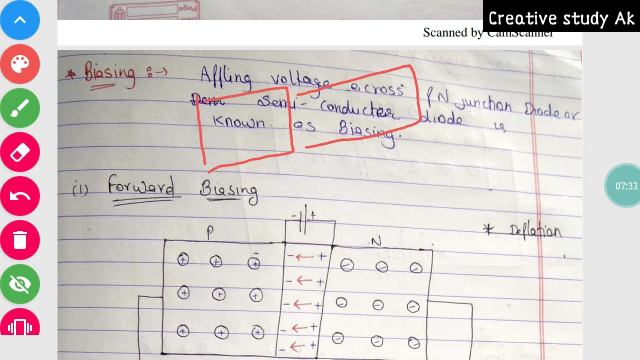 Creative study Ak
Scanned by CamScanner
* Biasing :-> Affling voltage across PN junction Diode or
semi-conductor diode is
known as Biasing.
07:33
(i) Forward Biasing
- +
P N * Deflation
+ + + - ← + - - -
+ + + - ← + - - -
- ← +
+ + + - ← + - - -
- ← +